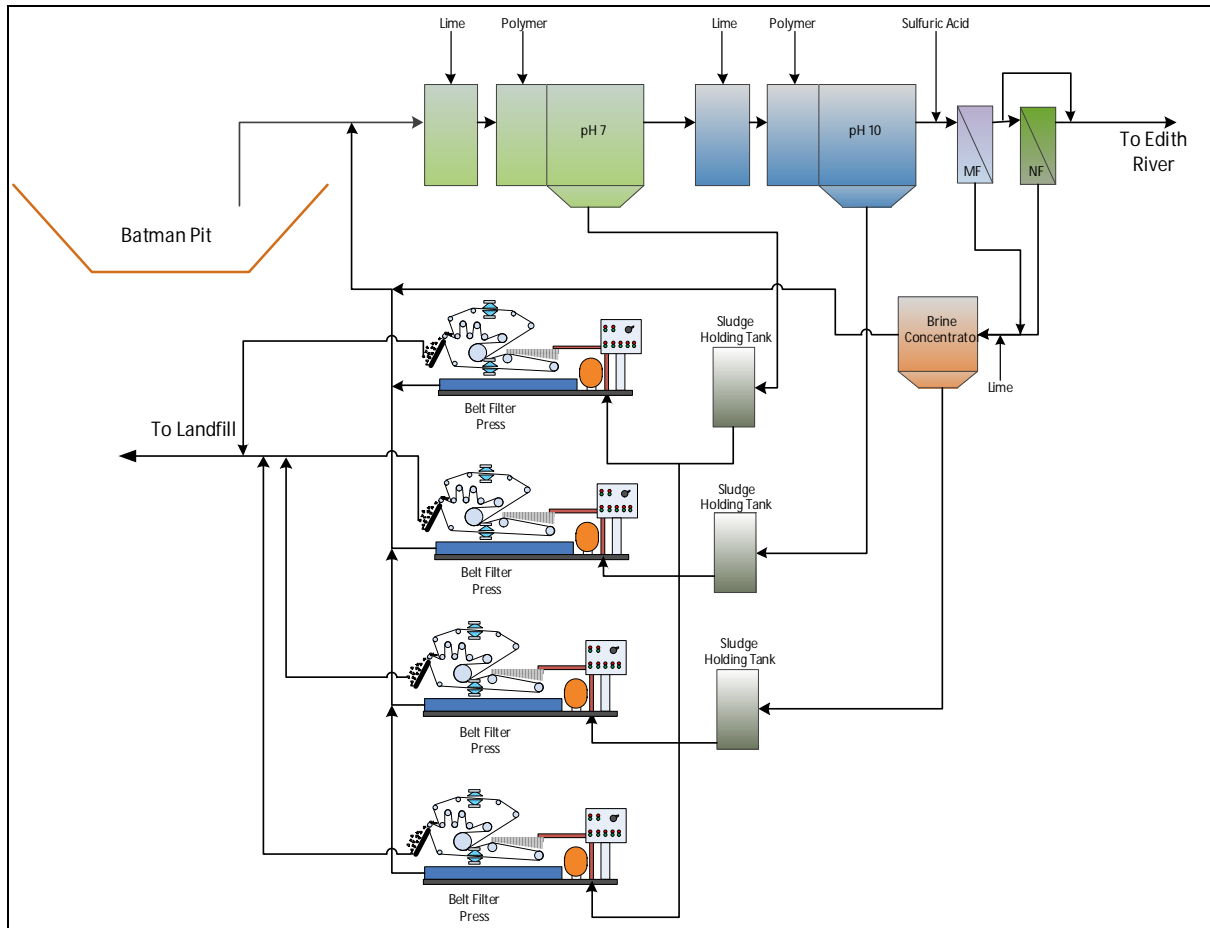 Lime
Polymer
Lime
Polymer
Sulfuric Acid
pH 7
pH 10
MF
NF
To Edith
River
Batman Pit
Brine
Concentrator
Lime
Sludge
Holding Tank
Belt Filter
Press
To Landfill
Sludge
Holding Tank
Belt Filter
Press
Sludge
Holding Tank
Belt Filter
Press
Belt Filter
Press